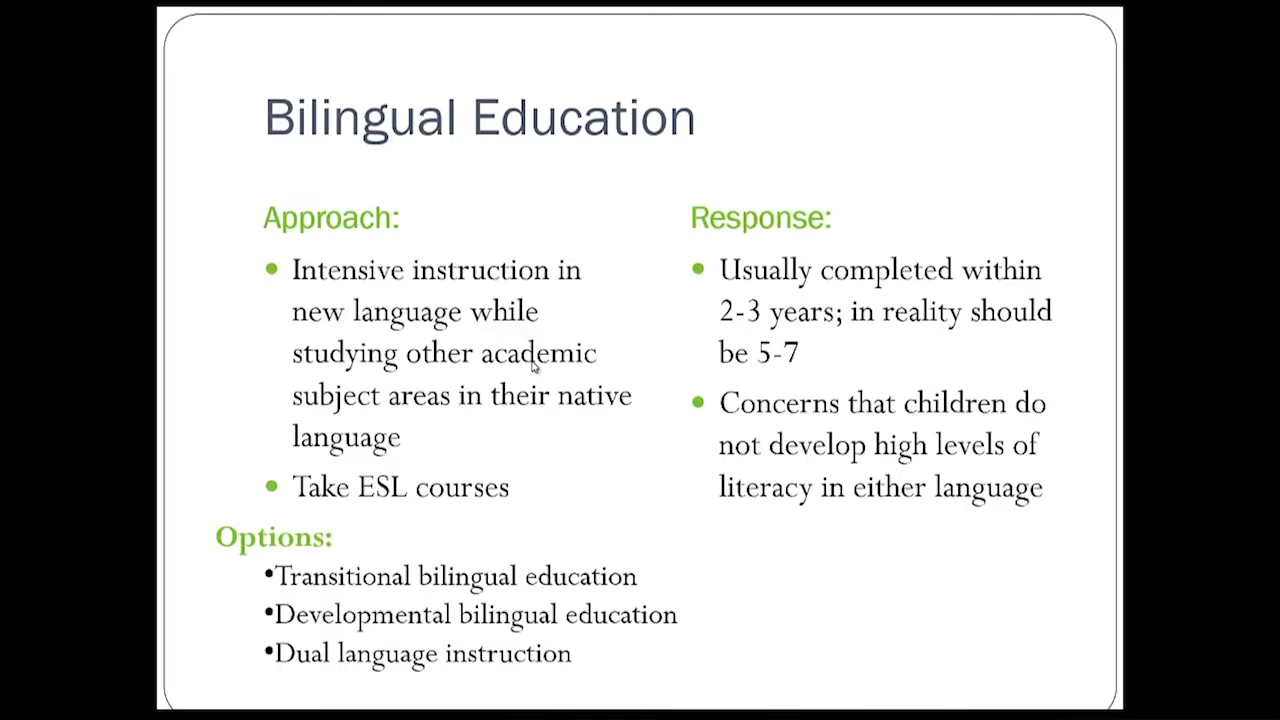 Bilingual Education
Approach:
• Intensive instruction in
new language while
studying other academic
subject areas in their native
language
• Take ESL courses
Response:
• Usually completed within
2-3 years; in reality should
be 5-7
• Concerns that children do
not develop high levels of
literacy in either language
Options:
•Transitional bilingual education
•Developmental bilingual education
•Dual language instruction